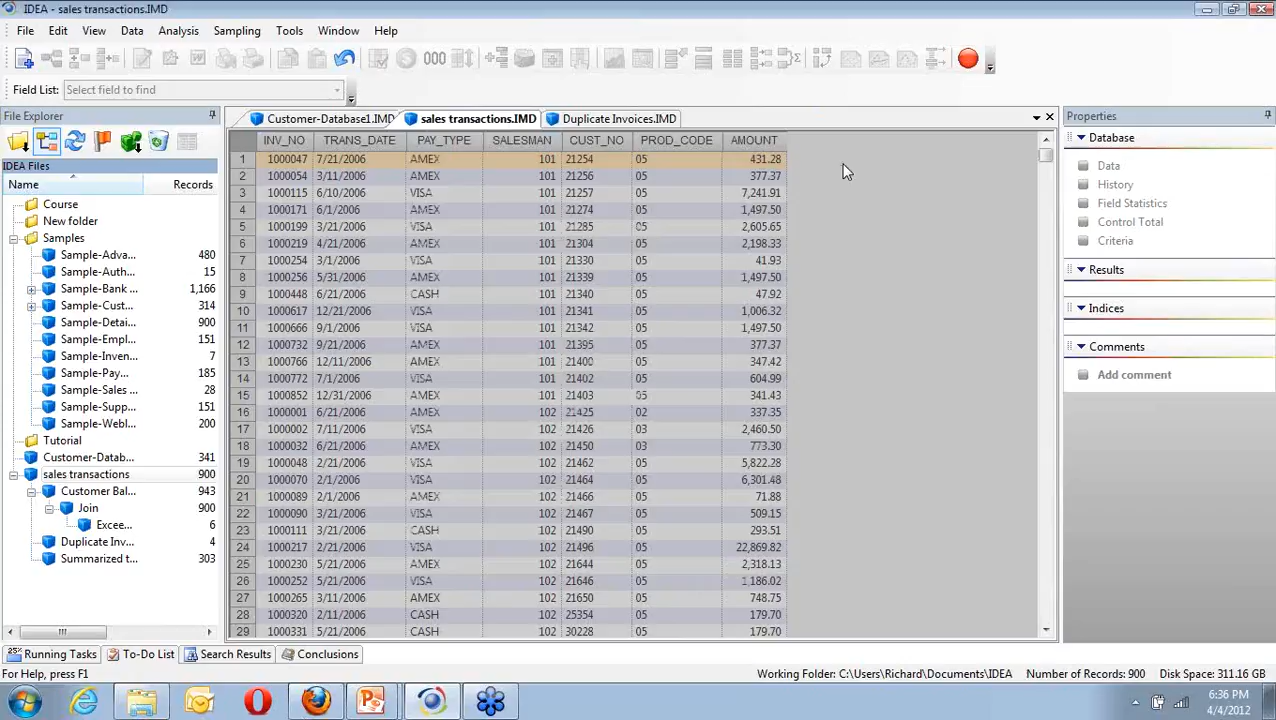 IDEA - sales transactions.IMD
File Edit View Data Analysis Sampling Tools Window Help
Field List: Select field to find
File Explorer
IDEA Files
Name Records
Course
New folder
Samples
Sample-Adva... 480
Sample-Auth... 15
Sample-Bank ... 1,166
Sample-Cust... 314
Sample-Detai... 900
Sample-Empl... 151
Sample-Inven... 7
Sample-Pay... 185
Sample-Sales ... 28
Sample-Supp... 151
Sample-Webl... 200
Tutorial
Customer-Datab... 341
sales transactions 900
Customer Bal... 943
Join 900
Excee... 6
Duplicate Inv... 4
Summarized t... 303
Customer-Database1.IMD sales transactions.IMD Duplicate Invoices.IMD
INV_NO TRANS_DATE PAY_TYPE SALESMAN CUST_NO PROD_CODE AMOUNT
1 1000047 7/21/2006 AMEX 101 21254 05 431.28
2 1000054 3/11/2006 AMEX 101 21256 05 377.37
3 1000115 6/10/2006 VISA 101 21257 05 7,241.91
4 1000171 6/1/2006 AMEX 101 21274 05 1,497.50
5 1000199 3/21/2006 VISA 101 21285 05 2,605.65
6 1000219 4/21/2006 AMEX 101 21304 05 2,198.33
7 1000254 3/1/2006 VISA 101 21330 05 41.93
8 1000256 5/31/2006 AMEX 101 21339 05 1,497.50
9 1000448 6/21/2006 CASH 101 21340 05 47.92
10 1000617 12/21/2006 VISA 101 21341 05 1,006.32
11 1000666 9/1/2006 VISA 101 21342 05 1,497.50
12 1000732 9/21/2006 AMEX 101 21395 05 377.37
13 1000766 12/11/2006 AMEX 101 21400 05 347.42
14 1000772 7/1/2006 VISA 101 21402 05 604.99
15 1000852 12/31/2006 AMEX 101 21403 05 341.43
16 1000001 6/21/2006 AMEX 102 21425 02 337.35
17 1000002 7/11/2006 VISA 102 21426 03 2,460.50
18 1000032 6/21/2006 AMEX 102 21450 03 773.30
19 1000048 2/21/2006 VISA 102 21462 05 5,822.28
20 1000070 2/1/2006 VISA 102 21464 05 6,301.48
21 1000089 2/1/2006 AMEX 102 21466 05 71.88
22 1000090 3/21/2006 VISA 102 21467 05 509.15
23 1000111 3/21/2006 CASH 102 21490 05 293.51
24 1000217 2/21/2006 VISA 102 21496 05 22,869.82
25 1000230 5/21/2006 AMEX 102 21644 05 2,318.13
26 1000252 5/21/2006 VISA 102 21646 05 1,186.02
27 1000265 3/11/2006 AMEX 102 21650 05 748.75
28 1000320 2/11/2006 CASH 102 25354 05 179.70
29 1000331 5/21/2006 CASH 102 30228 05 179.70
Properties
Database
Data
History
Field Statistics
Control Total
Criteria
Results
Indices
Comments
Add comment
Running Tasks To-Do List Search Results Conclusions
For Help, press F1 Working Folder: C:\Users\Richard\Documents\IDEA Number of Records: 900 Disk Space: 311.16 GB
6:36 PM
4/4/2012